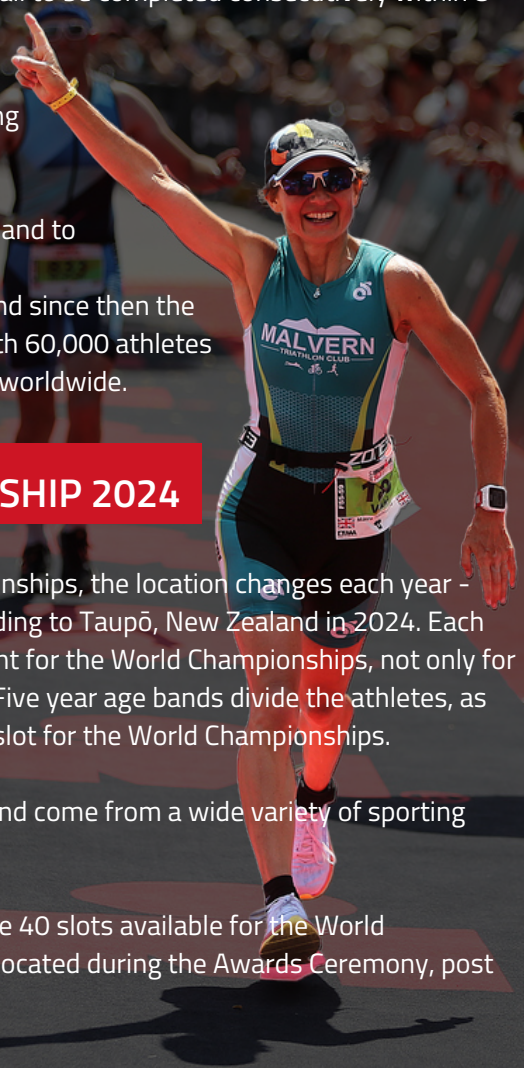 ng
and to
nd since then the
th 60,000 athletes
worldwide.
MALVERN
TRIATHLON CLUB
ZOTE
SHIP 2024
nships, the location changes each year -
ding to Taupō, New Zealand in 2024. Each
nt for the World Championships, not only for
Five year age bands divide the athletes, as
slot for the World Championships.
nd come from a wide variety of sporting
e 40 slots available for the World
located during the Awards Ceremony, post